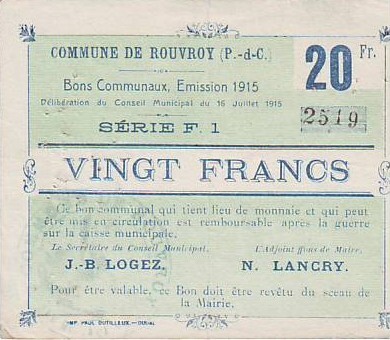 COMMUNE DE ROUVROY (P.-d-C.)
20 Fr.
Bons Communaux, Emission 1915
Délibération du Conseil Municipal du 16 Juillet 1915
2519
SÉRIE F. 1
VINGT FRANCS
Ce bon communal qui tient lieu de monnaie et qui peut
être mis en circulation est remboursable après la guerre
sur la caisse municipale.
Le Secrétaire du Conseil Municipal. L'Adjoint ffons de Maire.
J.-B. LOGEZ. N. LANCRY.
Pour être valable, ce Bon doit être revêtu du sceau de
la Mairie.
IMP. PAUL DUTILLEUX.-DOUAI